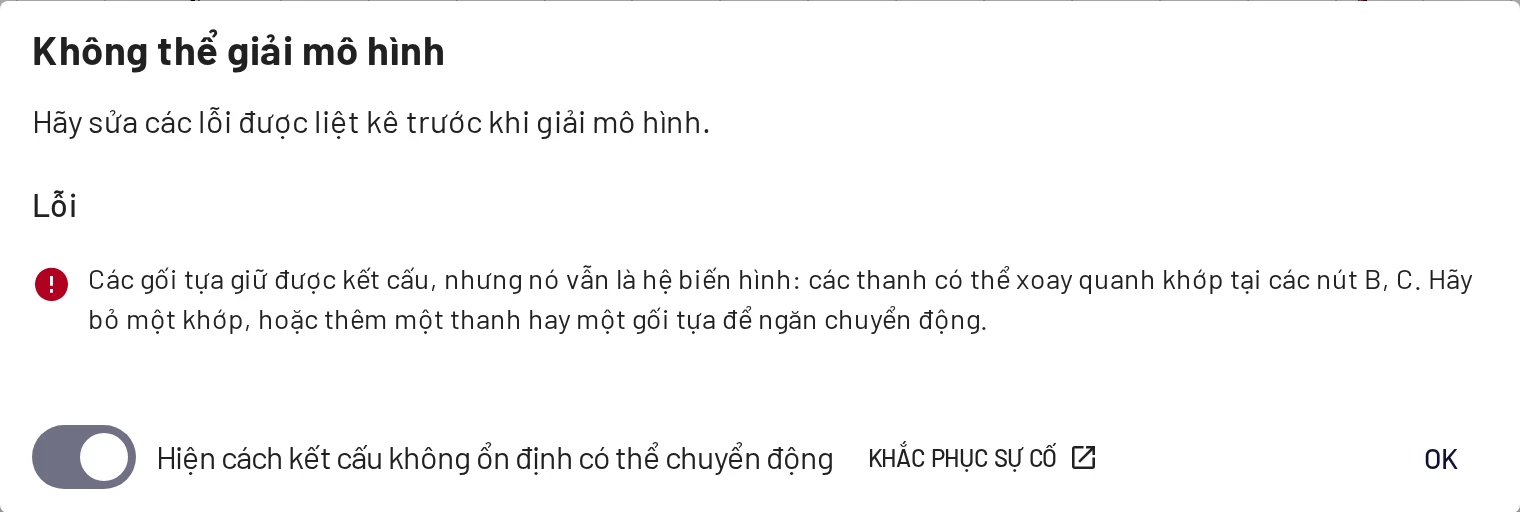 Không thể giải mô hình
Hãy sửa các lỗi được liệt kê trước khi giải mô hình.
Lỗi
Các gối tựa giữ được kết cấu, nhưng nó vẫn là hệ biến hình: các thanh có thể xoay quanh khớp tại các nút B, C. Hãy
bỏ một khớp, hoặc thêm một thanh hay một gối tựa để ngăn chuyển động.
Hiện cách kết cấu không ổn định có thể chuyển động KHẮC PHỤC SỰ CỐ OK